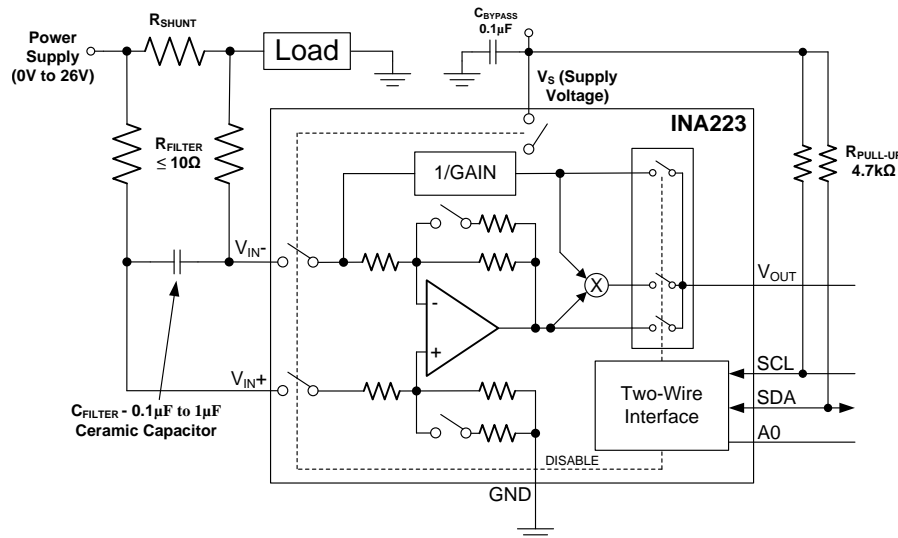 Power
Supply
(0V to 26V)
RSHUNT
Load
CBYPASS
0.1µF
VS (Supply
Voltage)
INA223
RFILTER
≤ 10Ω
1/GAIN
RPULL-UP
4.7kΩ
VIN-
-
+
X
VOUT
VIN+
CFILTER - 0.1µF to 1µF
Ceramic Capacitor
Two-Wire
Interface
SCL
SDA
A0
DISABLE
GND